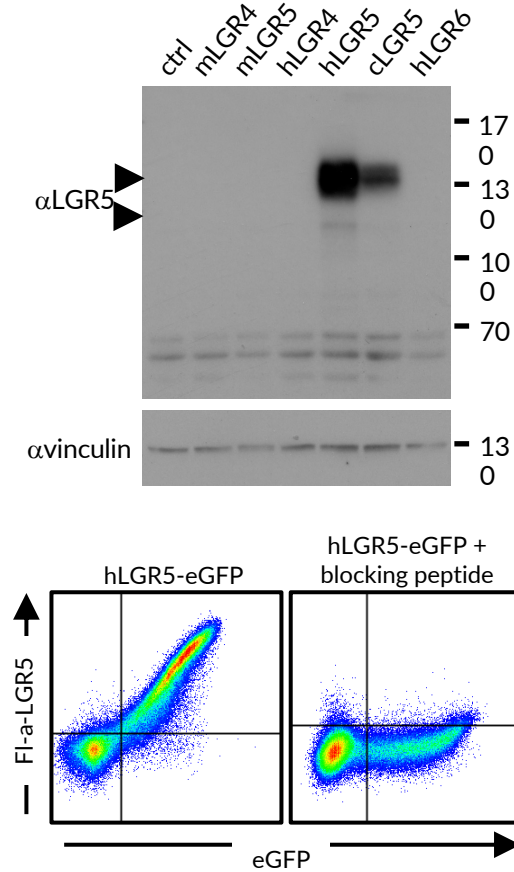 ctrl
mLGR4
mLGR5
hLGR4
hLGR5
cLGR5
hLGR6
17
0
αLGR5
13
0
10
0
70
αvinculin
13
0
hLGR5-eGFP
hLGR5-eGFP +
blocking peptide
FI-a-LGR5
eGFP